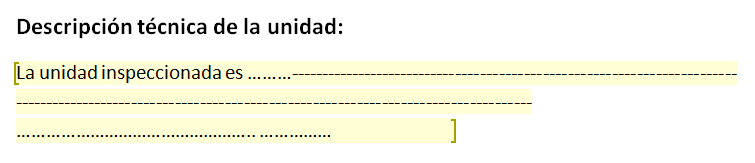 Descripción técnica de la unidad:
La unidad inspeccionada es ………--------------------------------------------------------------------------
--------------------------------------------------------------------------------------
……………............................................ …………......